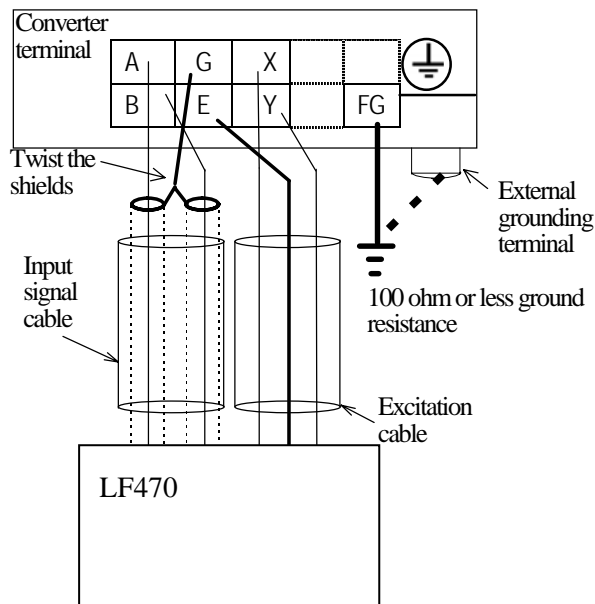 Converter
terminal
A G X
B E Y FG
Twist the
shields
External
grounding
terminal
Input
signal
cable
100 ohm or less ground
resistance
Excitation
cable
LF470